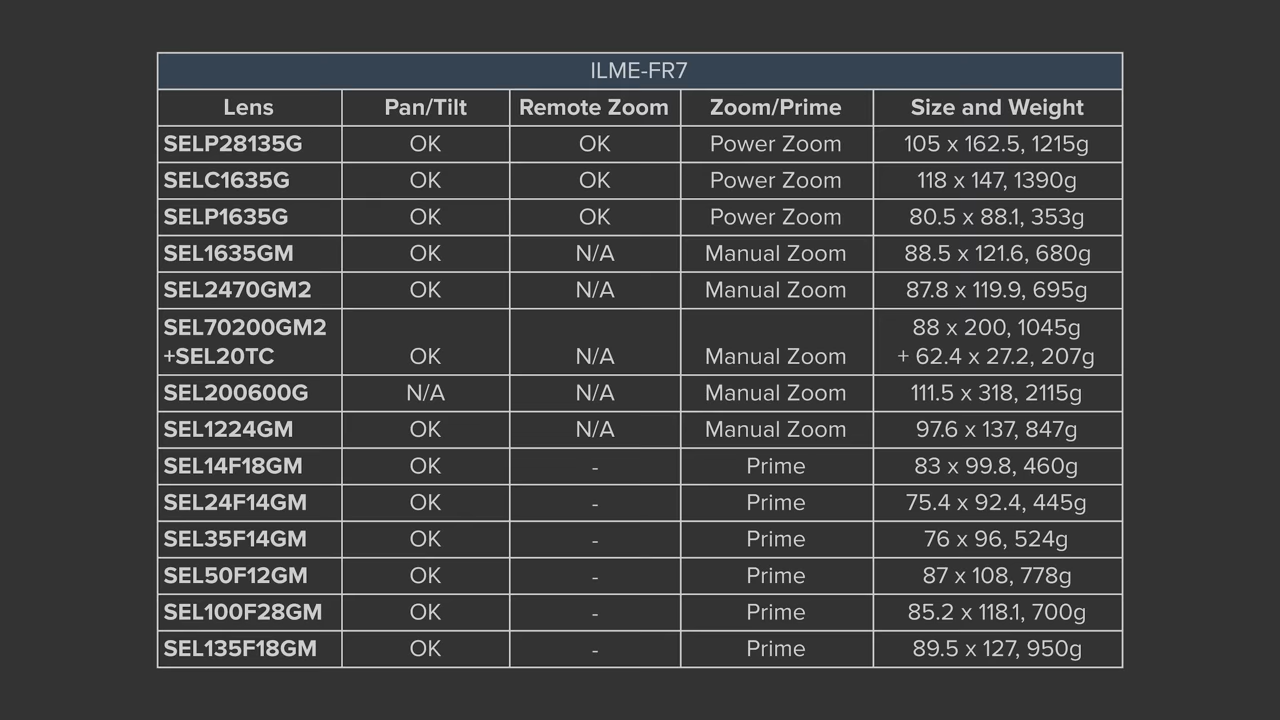 ILME-FR7
Lens Pan/Tilt Remote Zoom Zoom/Prime Size and Weight
SELP28135G OK OK Power Zoom 105 x 162.5, 1215g
SELC1635G OK OK Power Zoom 118 x 147, 1390g
SELP1635G OK OK Power Zoom 80.5 x 88.1, 353g
SEL1635GM OK N/A Manual Zoom 88.5 x 121.6, 680g
SEL2470GM2 OK N/A Manual Zoom 87.8 x 119.9, 695g
SEL70200GM2 88 x 200, 1045g
+SEL20TC OK N/A Manual Zoom + 62.4 x 27.2, 207g
SEL200600G N/A N/A Manual Zoom 111.5 x 318, 2115g
SEL1224GM OK N/A Manual Zoom 97.6 x 137, 847g
SEL14F18GM OK - Prime 83 x 99.8, 460g
SEL24F14GM OK - Prime 75.4 x 92.4, 445g
SEL35F14GM OK - Prime 76 x 96, 524g
SEL50F12GM OK - Prime 87 x 108, 778g
SEL100F28GM OK - Prime 85.2 x 118.1, 700g
SEL135F18GM OK - Prime 89.5 x 127, 950g